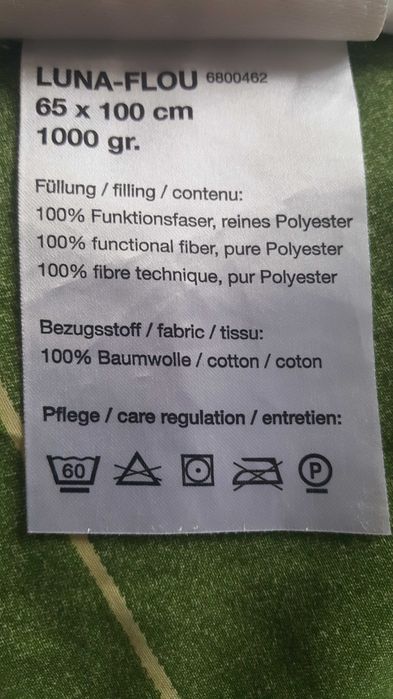 LUNA-FLOU 6800462
65 x 100 cm
1000 gr.
Füllung / filling / contenu:
100% Funktionsfaser, reines Polyester
100% functional fiber, pure Polyester
100% fibre technique, pur Polyester
Bezugsstoff / fabric / tissu:
100% Baumwolle / cotton / coton
Pflege / care regulation / entretien:
60 P